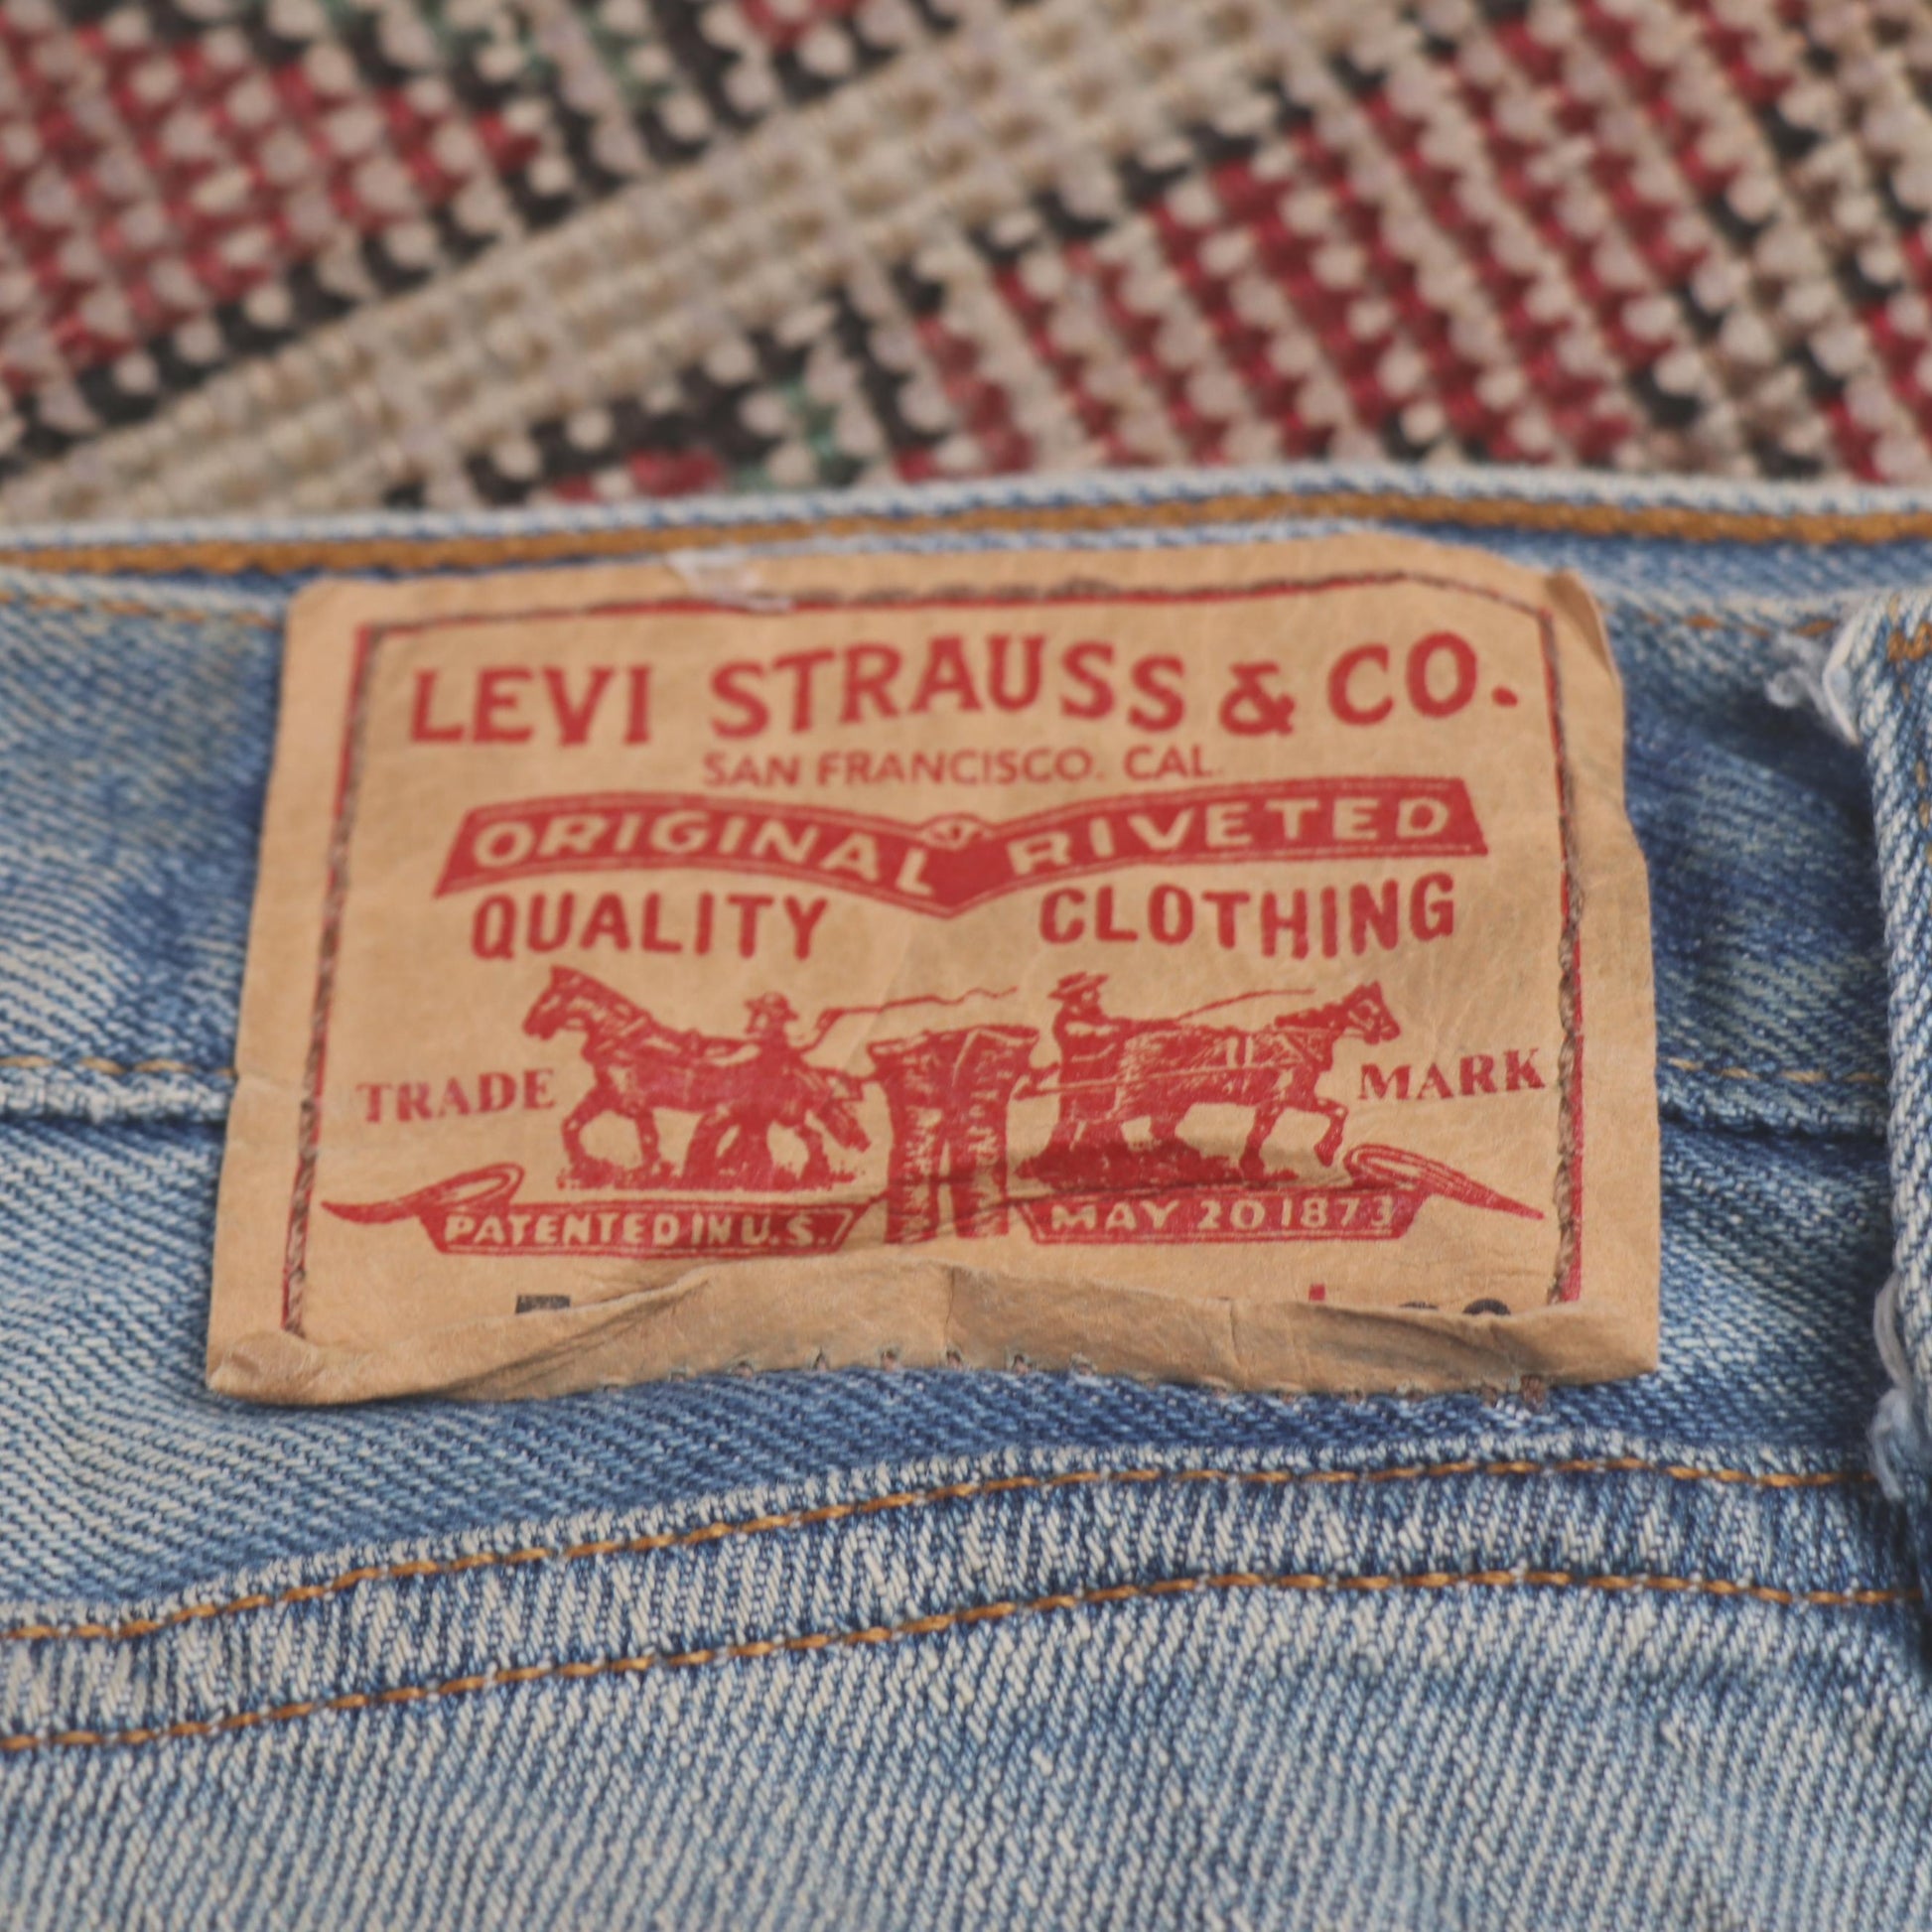 LEVI STRAUSS & CO.
SAN FRANCISCO. CAL.
ORIGINAL RIVETED
QUALITY CLOTHING
TRADE MARK
PATENTED IN U.S. MAY 20 1873